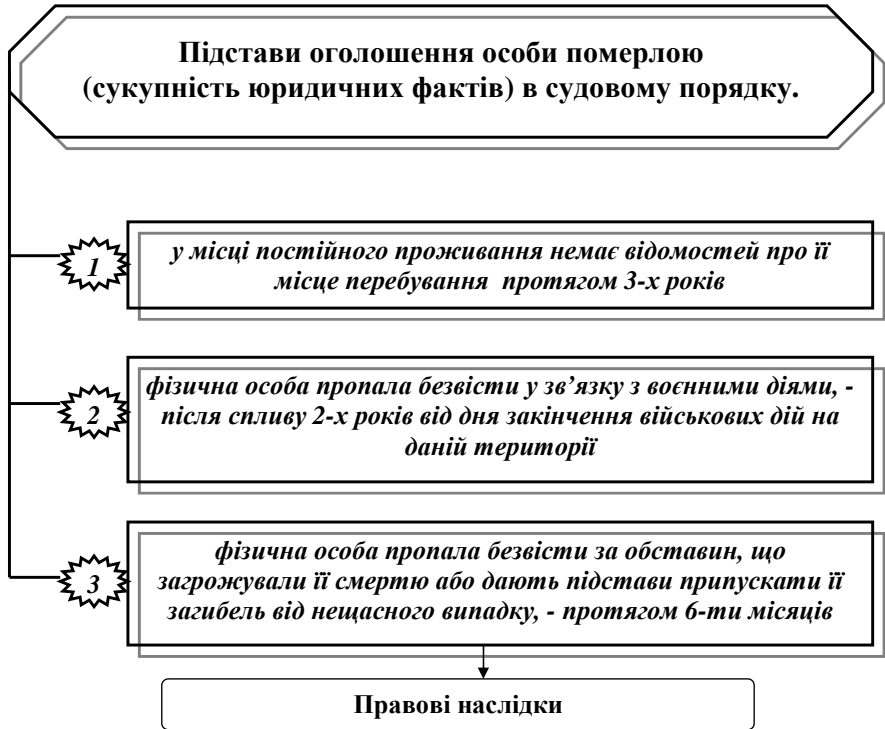 Підстави оголошення особи померлою
(сукупність юридичних фактів) в судовому порядку.
1
у місці постійного проживання немає відомостей про її
місце перебування протягом 3-х років
2
фізична особа пропала безвісти у зв’язку з воєнними діями, -
після спливу 2-х років від дня закінчення військових дій на
даній території
3
фізична особа пропала безвісти за обставин, що
загрожували її смертю або дають підстави припускати її
загибель від нещасного випадку, - протягом 6-ти місяців
Правові наслідки